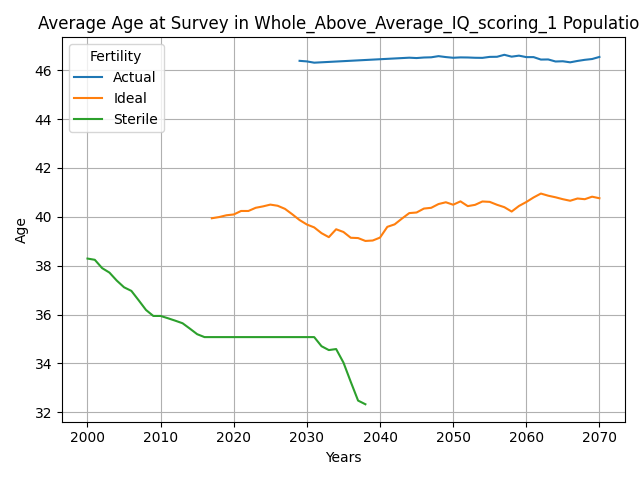 Average Age at Survey in Whole_Above_Average_IQ_scoring_1 Populatio
Fertility
Actual
Ideal
Sterile
46
44
42
40
38
36
34
32
Age
2000 2010 2020 2030 2040 2050 2060 2070
Years